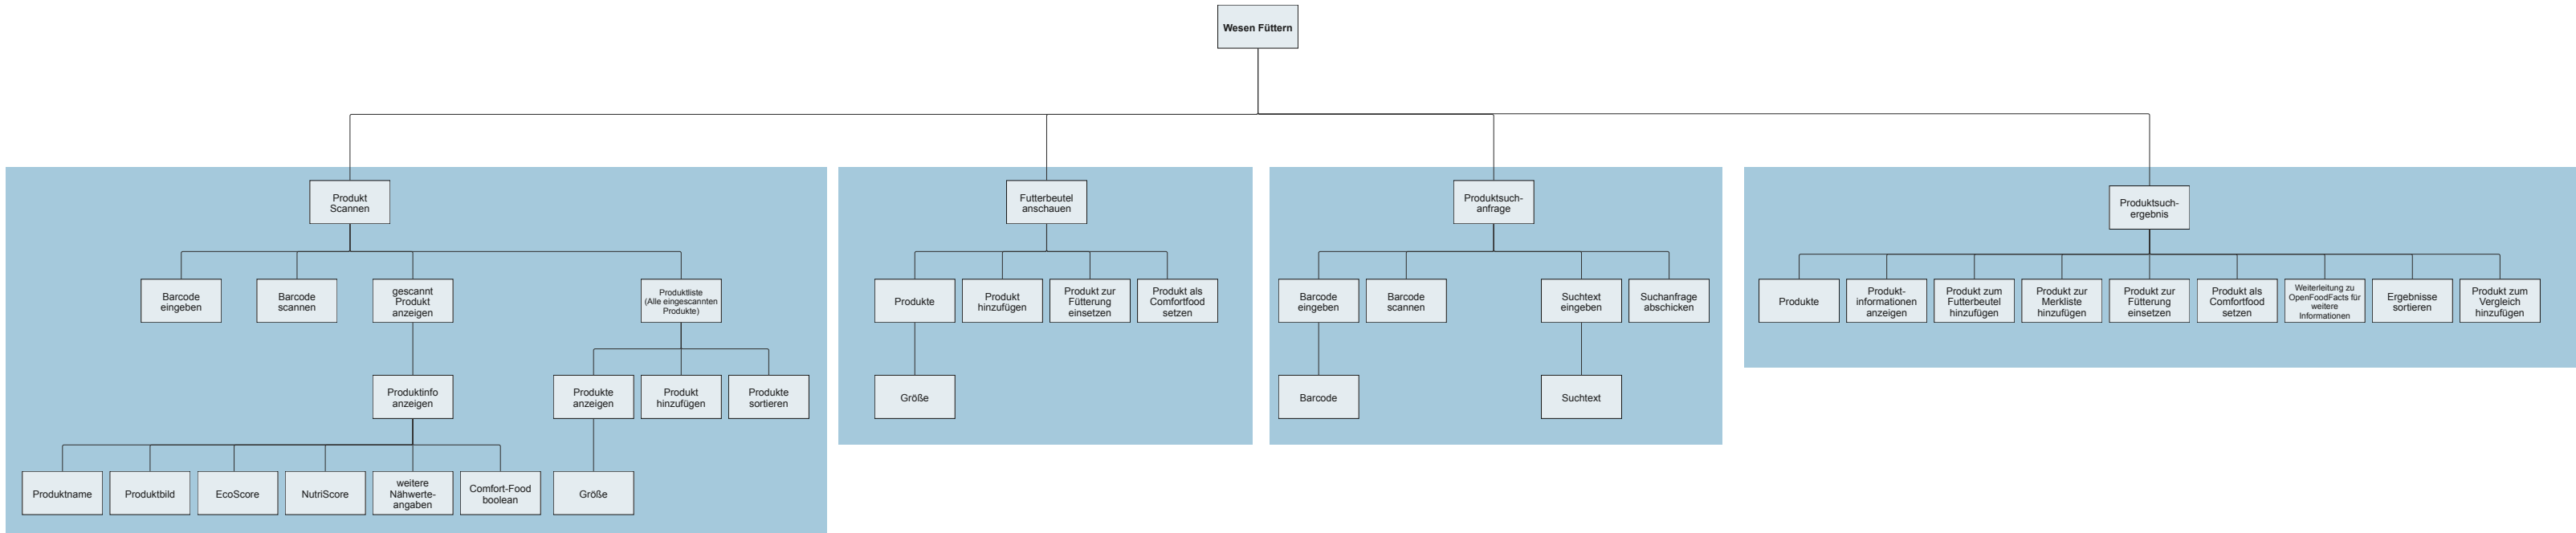 Wesen Füttern
Produkt
Scannen
Futterbeutel
anschauen
Produktsuch-
anfrage
Produktsuch-
ergebnis
Barcode
eingeben
Barcode
scannen
gescannt
Produkt
anzeigen
Produktliste
(Alle eingescannten
Produkte)
Produkte
Produkt
hinzufügen
Produkt zur
Fütterung
einsetzen
Produkt als
Comfortfood
setzen
Barcode
eingeben
Barcode
scannen
Suchtext
eingeben
Suchanfrage
abschicken
Produkte
Produkt-
informationen
anzeigen
Produkt zum
Futterbeutel
hinzufügen
Produkt zur
Merkliste
hinzufügen
Produkt zur
Fütterung
einsetzen
Produkt als
Comfortfood
setzen
Weiterleitung zu
OpenFoodFacts für
weitere
Informationen
Ergebnisse
sortieren
Produkt zum
Vergleich
hinzufügen
Produktinfo
anzeigen
Produkte
anzeigen
Produkt
hinzufügen
Produkte
sortieren
Größe
Barcode
Suchtext
Produktname
Produktbild
EcoScore
NutriScore
weitere
Nähwerte-
angaben
Comfort-Food
boolean
Größe